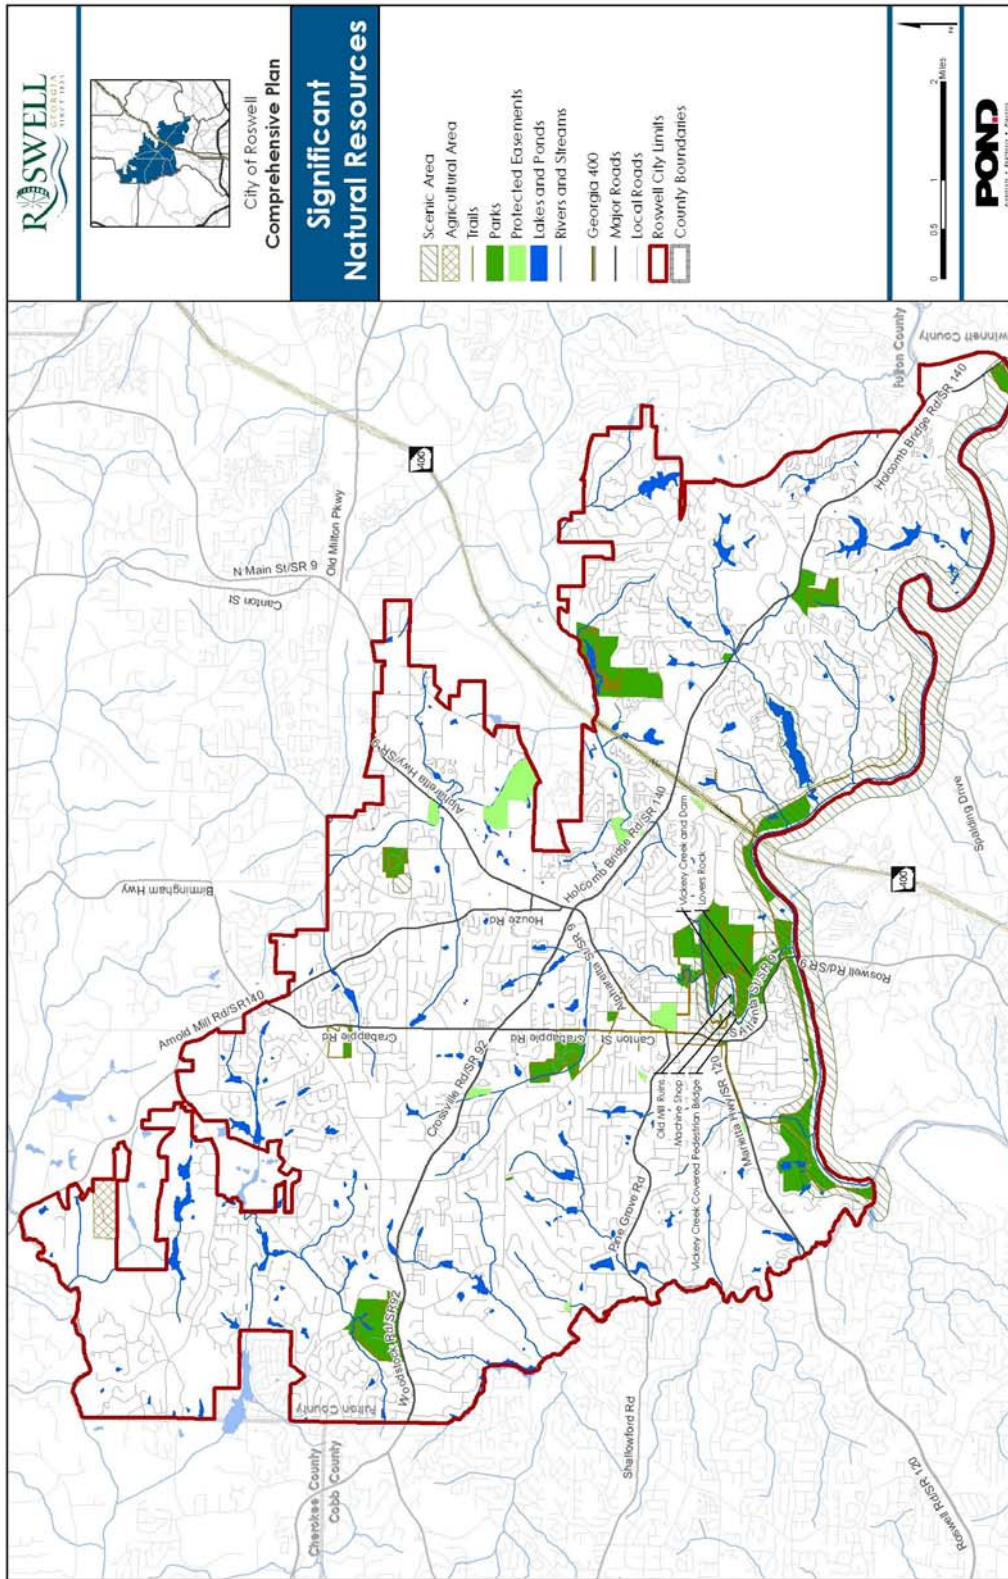 ROSWELL
GEORGIA
City of Roswell
Comprehensive Plan
Significant
Natural Resources
Scenic Area
Agricultural Area
Trails
Parks
Protected Easements
Lakes and Ponds
Rivers and Streams
Georgia 400
Major Roads
Local Roads
Roswell City Limits
County Boundaries
0 0.5 1 2
Miles
N
POND
Cherokee County
Cobb County
Fulton County
Woodstock Rd/SR92
Arnold Mill Rd/SR140
Birmingham Hwy
Canton St
N Main St/SR 9
Old Milton Pkwy
400
Crabapple Rd
Crossville Rd/SR 92
Houze Rd
Alpharetta Hwy/SR 9
Crabapple Rd
Canton St
Alpharetta St/SR 9
Holcomb Bridge Rd/SR 140
Holcomb Bridge Rd/SR 140
Shallowford Rd
Pine Grove Rd
Old Mill Ruins
Machine Shop
Vickery Creek Covered Pedestrian Bridge
Vickery Creek and Dam
Lovers Rock
Marietta Hwy/SR 120
S Atlanta St/SR 9
Roswell Rd/SR 9
400
Spalding Drive
Roswell Rd/SR 120
Fulton County
Gwinnett County